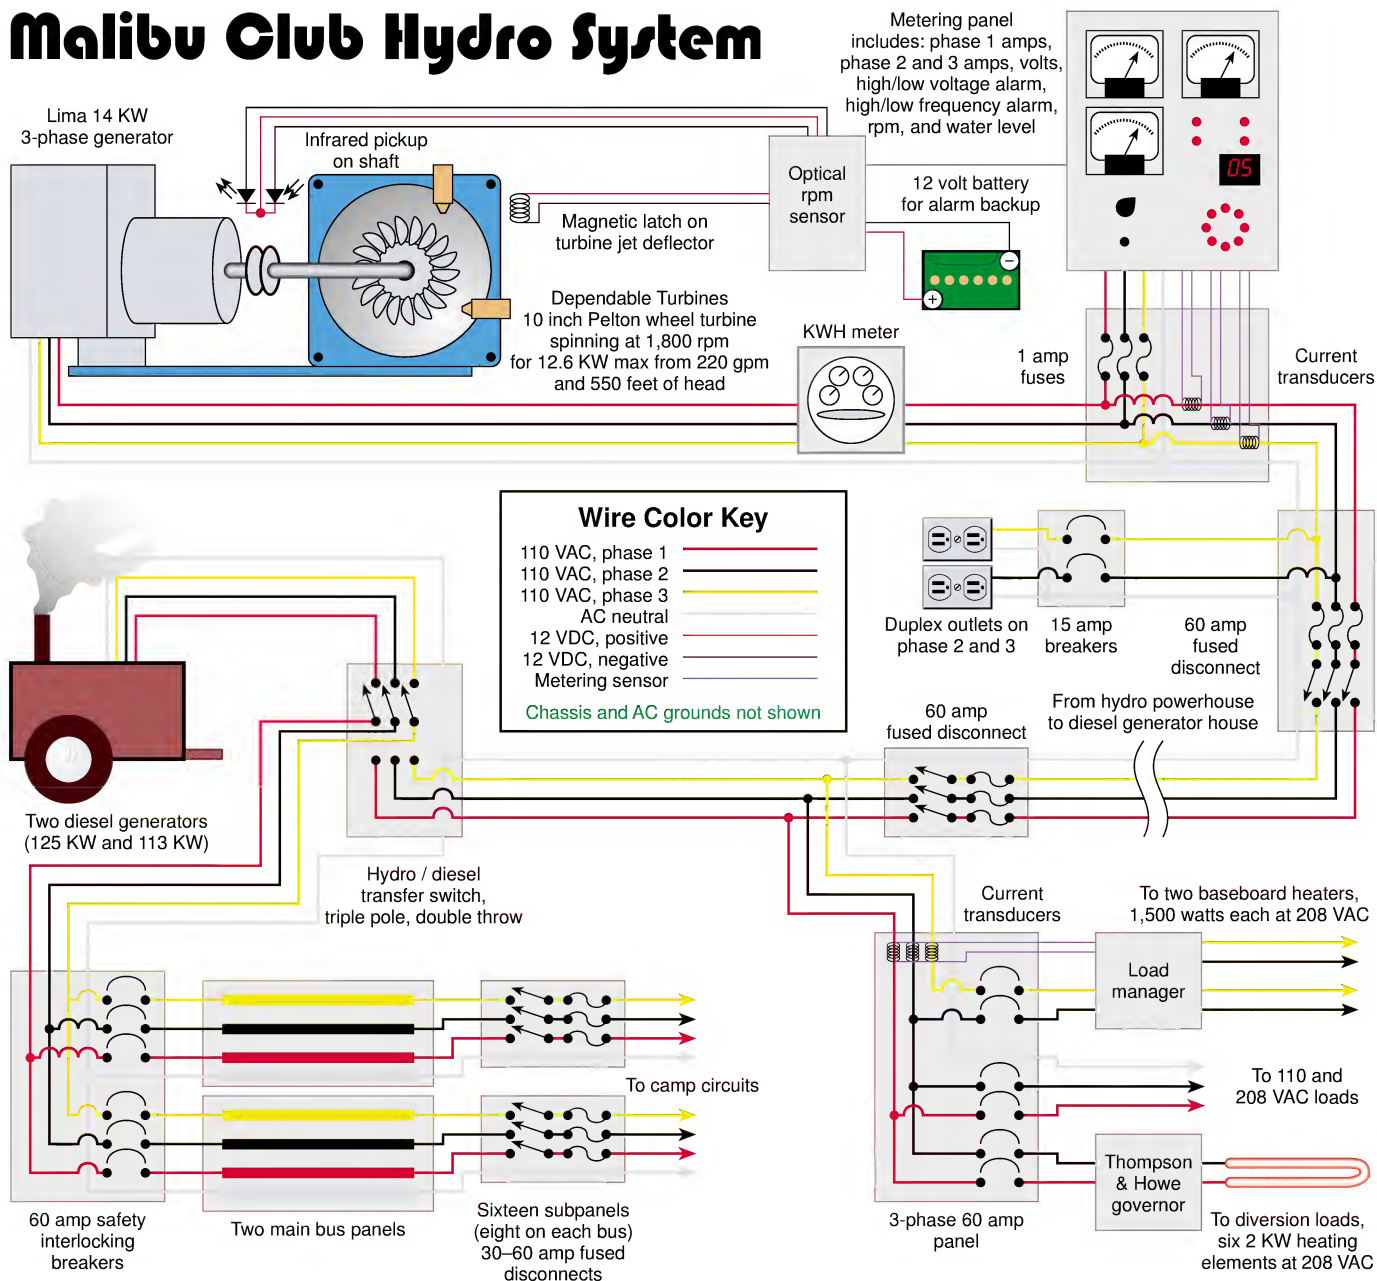 Malibu Club Hydro System
Metering panel
includes: phase 1 amps,
phase 2 and 3 amps, volts,
high/low voltage alarm,
high/low frequency alarm,
rpm, and water level
Lima 14 KW
3-phase generator
Infrared pickup
on shaft
Optical
rpm
sensor
05
12 volt battery
for alarm backup
Magnetic latch on
turbine jet deflector
−
+
Dependable Turbines
10 inch Pelton wheel turbine
spinning at 1,800 rpm
for 12.6 KW max from 220 gpm
and 550 feet of head
KWH meter
1 amp
fuses
Current
transducers
Wire Color Key
110 VAC, phase 1
110 VAC, phase 2
110 VAC, phase 3
AC neutral
12 VDC, positive
12 VDC, negative
Metering sensor
Chassis and AC grounds not shown
Duplex outlets on
phase 2 and 3
15 amp
breakers
60 amp
fused
disconnect
From hydro powerhouse
to diesel generator house
60 amp
fused disconnect
Two diesel generators
(125 KW and 113 KW)
Hydro / diesel
transfer switch,
triple pole, double throw
Current
transducers
To two baseboard heaters,
1,500 watts each at 208 VAC
Load
manager
To camp circuits
To 110 and
208 VAC loads
Thompson
& Howe
governor
60 amp safety
interlocking
breakers
Two main bus panels
Sixteen subpanels
(eight on each bus)
30–60 amp fused
disconnects
3-phase 60 amp
panel
To diversion loads,
six 2 KW heating
elements at 208 VAC